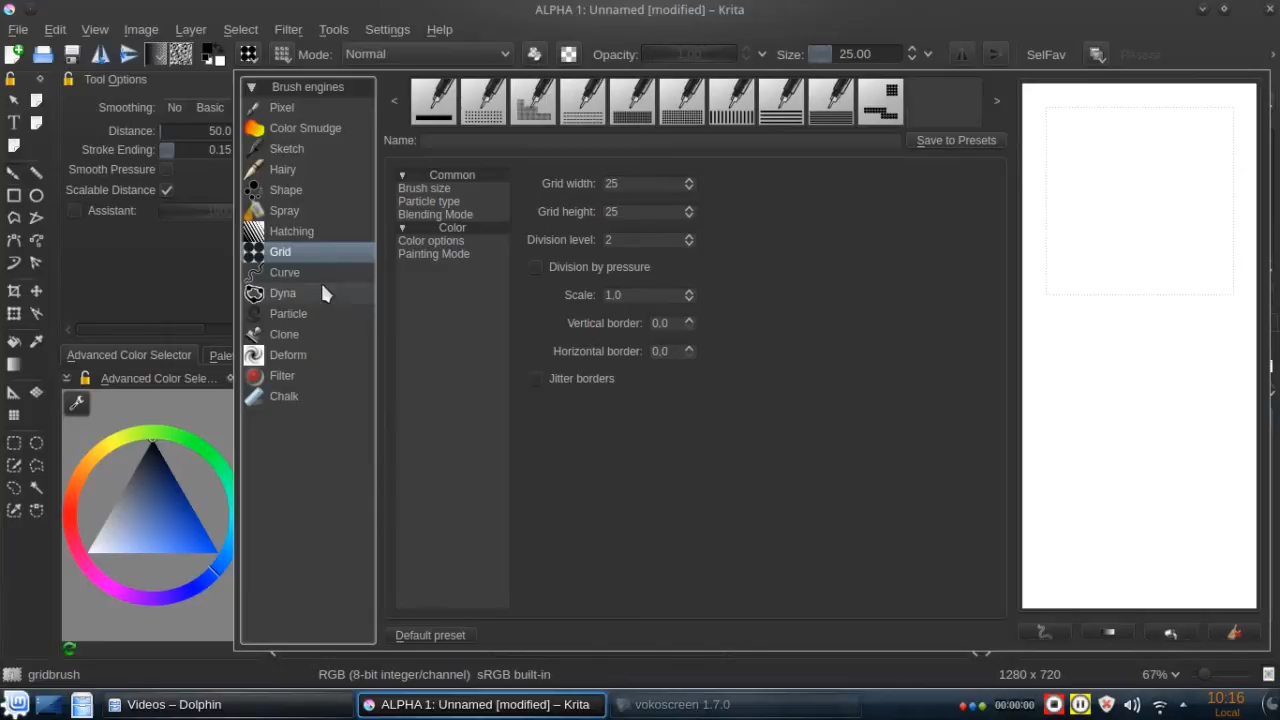 ALPHA 1: Unnamed [modified] – Krita
File Edit View Image Layer Select Filter Tools Settings Help
Mode: Normal Opacity: 1.00 Size: 25.00 SelFav
Tool Options
Smoothing: No Basic
Distance: 50.0
Stroke Ending: 0.15
Smooth Pressure
Scalable Distance
Assistant:
Advanced Color Selector Pale
Advanced Color Sele...
Brush engines
Pixel
Color Smudge
Sketch
Hairy
Shape
Spray
Hatching
Grid
Curve
Dyna
Particle
Clone
Deform
Filter
Chalk
< >
Name: Save to Presets
Common
Brush size
Particle type
Blending Mode
Color
Color options
Painting Mode
Grid width: 25
Grid height: 25
Division level: 2
Division by pressure
Scale: 1,0
Vertical border: 0,0
Horizontal border: 0,0
Jitter borders
Default preset
gridbrush RGB (8-bit integer/channel) sRGB built-in 1280 x 720 67%
Videos – Dolphin ALPHA 1: Unnamed [modified] – Krita vokoscreen 1.7.0 00:00:00 10:16
Local